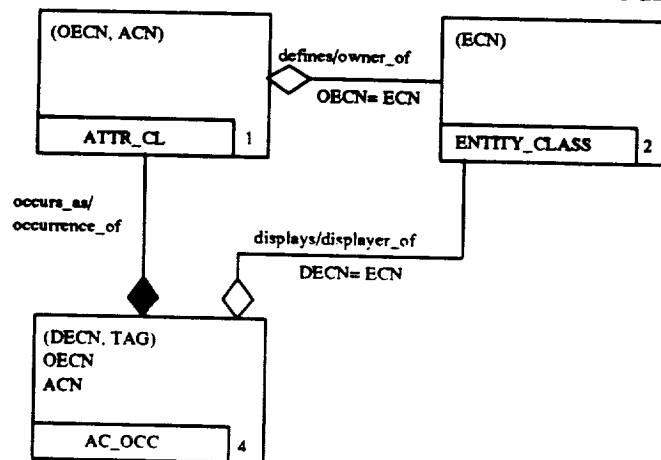 (OECN, ACN)
ATTR_CL
1
defines/owner_of
OECN= ECN
(ECN)
ENTITY_CLASS
2
occurs_as/
occurrence_of
displays/displayer_of
DECN= ECN
(DECN, TAG)
OECN
ACN
AC_OCC
4